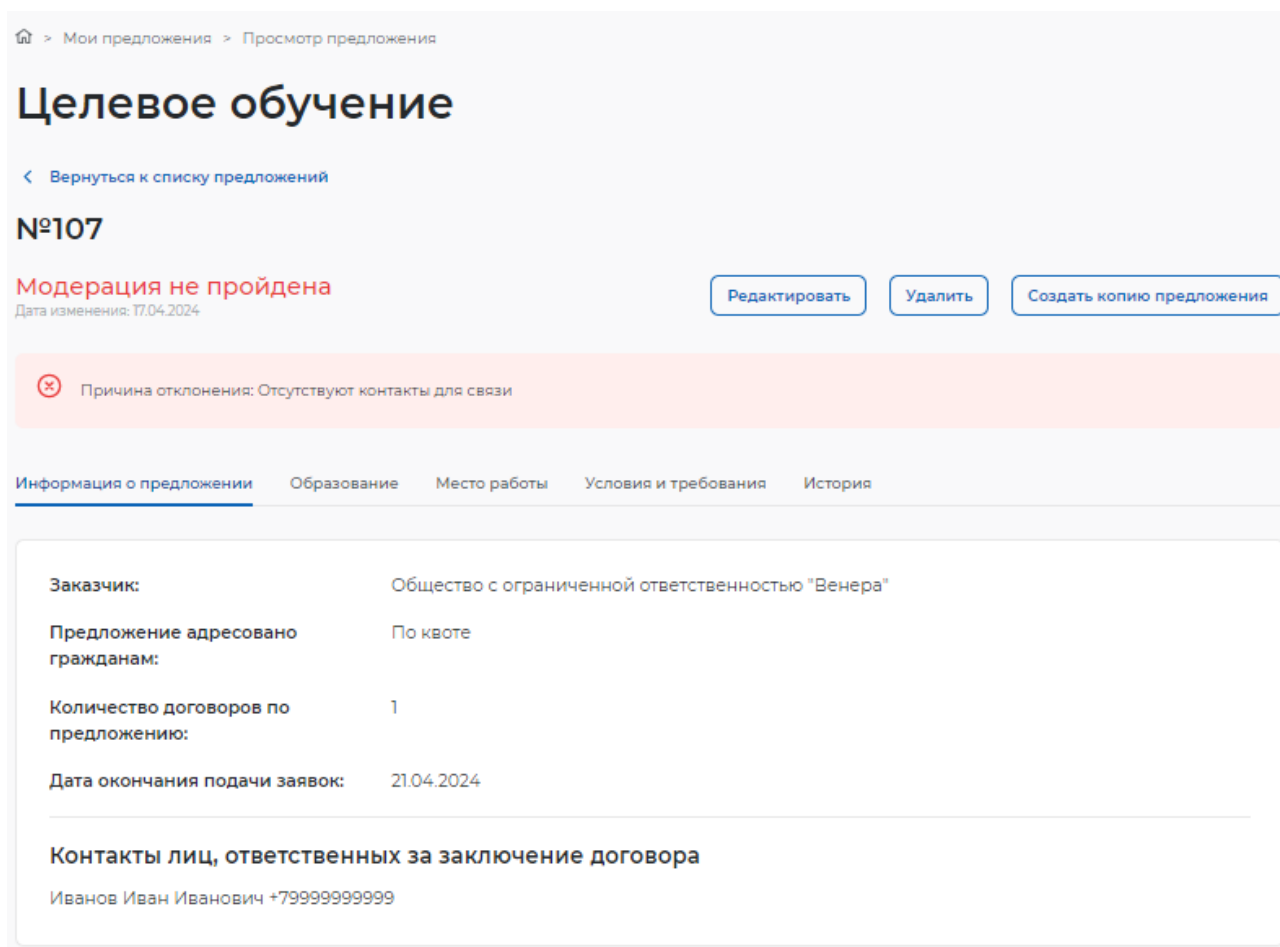 > Мои предложения > Просмотр предложения
Целевое обучение
< Вернуться к списку предложений
№107
Модерация не пройдена
Дата изменения: 17.04.2024
Редактировать
Удалить
Создать копию предложения
Причина отклонения: Отсутствуют контакты для связи
Информация о предложении Образование Место работы Условия и требования История
Заказчик: Общество с ограниченной ответственностью "Венера"
Предложение адресовано По квоте
гражданам:
Количество договоров по 1
предложению:
Дата окончания подачи заявок: 21.04.2024
Контакты лиц, ответственных за заключение договора
Иванов Иван Иванович +79999999999